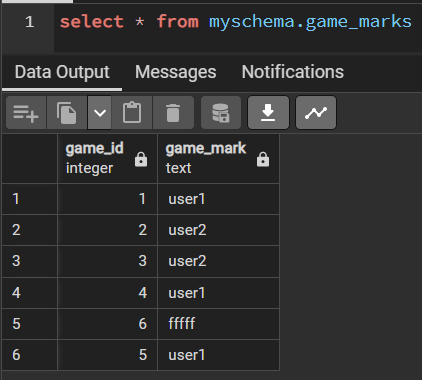 1 select * from myschema.game_marks
Data Output Messages Notifications
game_id game_mark
integer text
1 1 user1
2 2 user2
3 3 user2
4 4 user1
5 6 fffff
6 5 user1